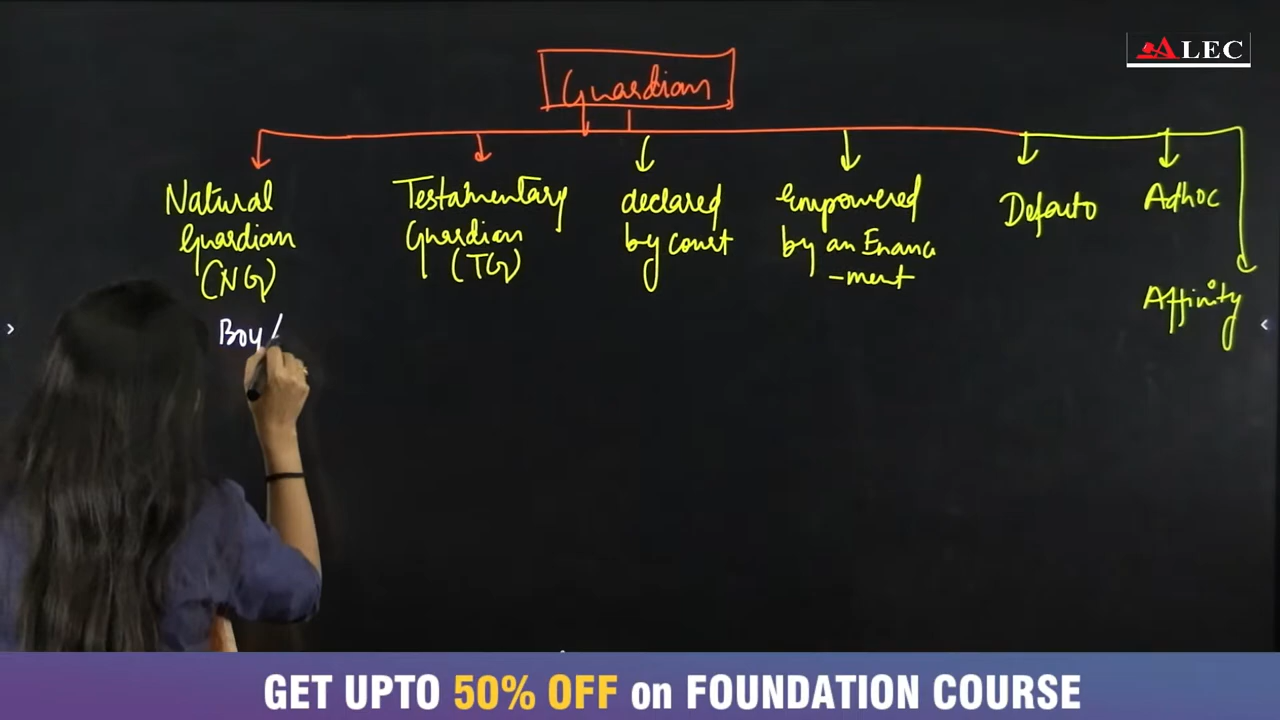 ALEC
Guardian
Natural
Guardian
(NG)
Boy/
Testamentary
Guardian
(TG)
declared
by court
Empowered
by an Enanc
-ment
Defacto
Adhoc
Affinity
GET UPTO 50% OFF on FOUNDATION COURSE